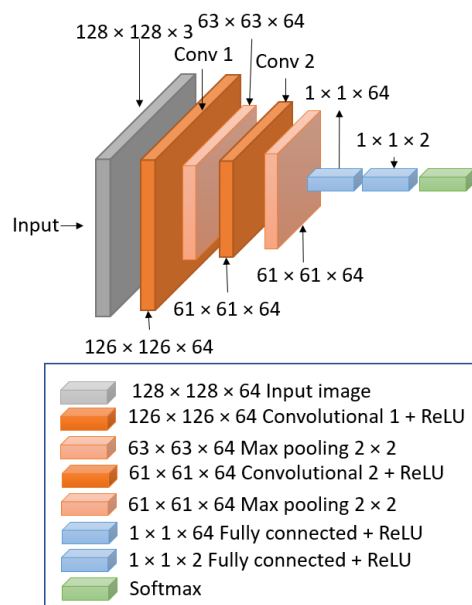 63 × 63 × 64
128 × 128 × 3
Conv 1
Conv 2
1 × 1 × 64
1 × 1 × 2
Input
61 × 61 × 64
61 × 61 × 64
126 × 126 × 64
128 × 128 × 64 Input image
126 × 126 × 64 Convolutional 1 + ReLU
63 × 63 × 64 Max pooling 2 × 2
61 × 61 × 64 Convolutional 2 + ReLU
61 × 61 × 64 Max pooling 2 × 2
1 × 1 × 64 Fully connected + ReLU
1 × 1 × 2 Fully connected + ReLU
Softmax